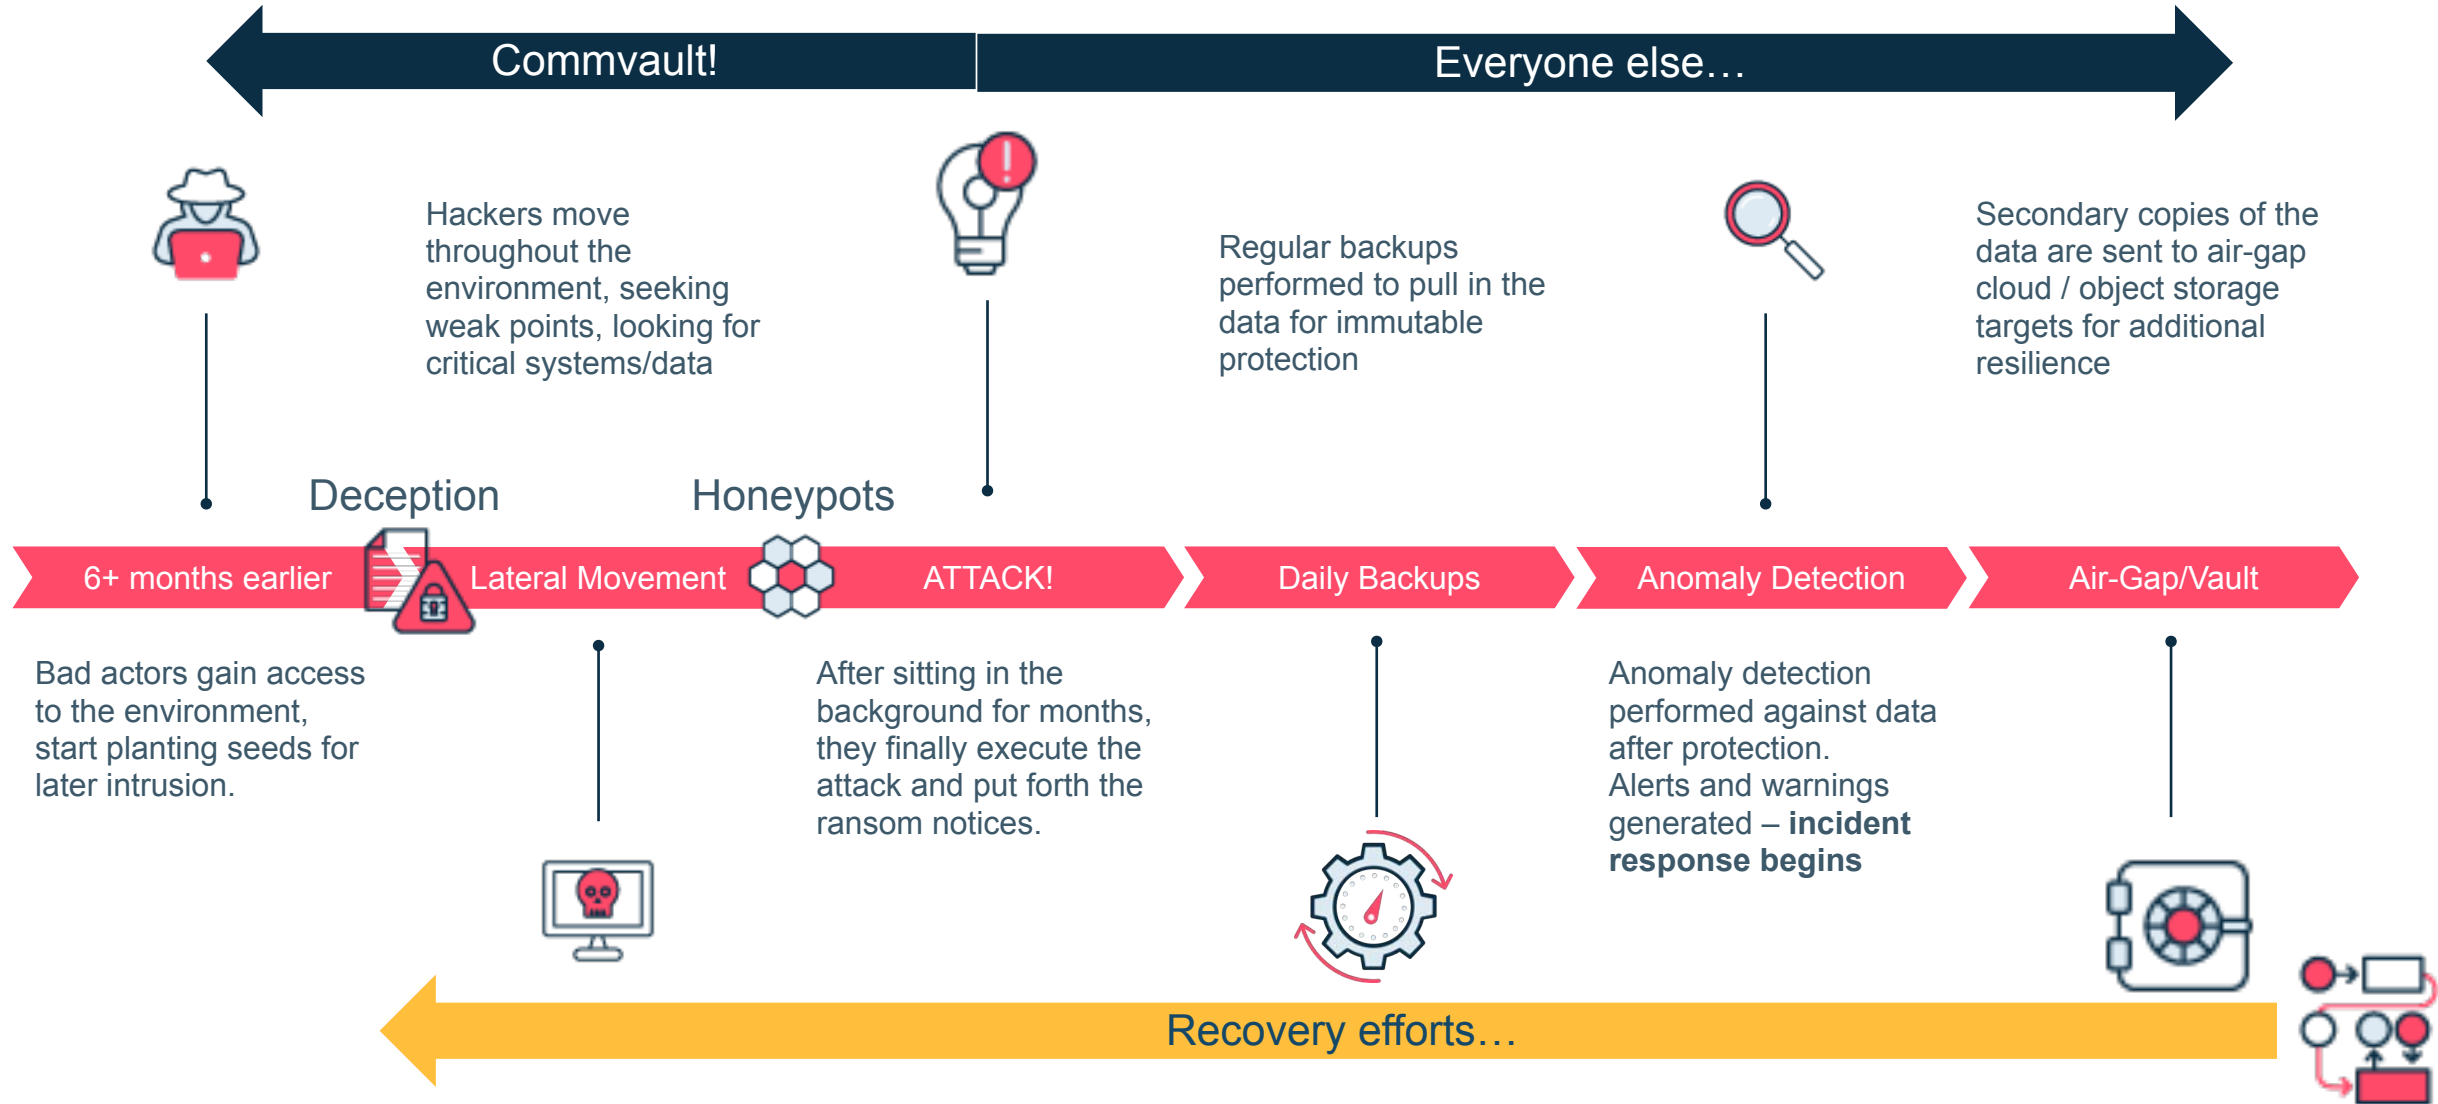 Commvault!
Everyone else…
Hackers move
throughout the
environment, seeking
weak points, looking for
critical systems/data
Regular backups
performed to pull in the
data for immutable
protection
Secondary copies of the
data are sent to air-gap
cloud / object storage
targets for additional
resilience
Deception
Honeypots
6+ months earlier
Lateral Movement
ATTACK!
Daily Backups
Anomaly Detection
Air-Gap/Vault
Bad actors gain access
to the environment,
start planting seeds for
later intrusion.
After sitting in the
background for months,
they finally execute the
attack and put forth the
ransom notices.
Anomaly detection
performed against data
after protection.
Alerts and warnings
generated – incident
response begins
Recovery efforts…